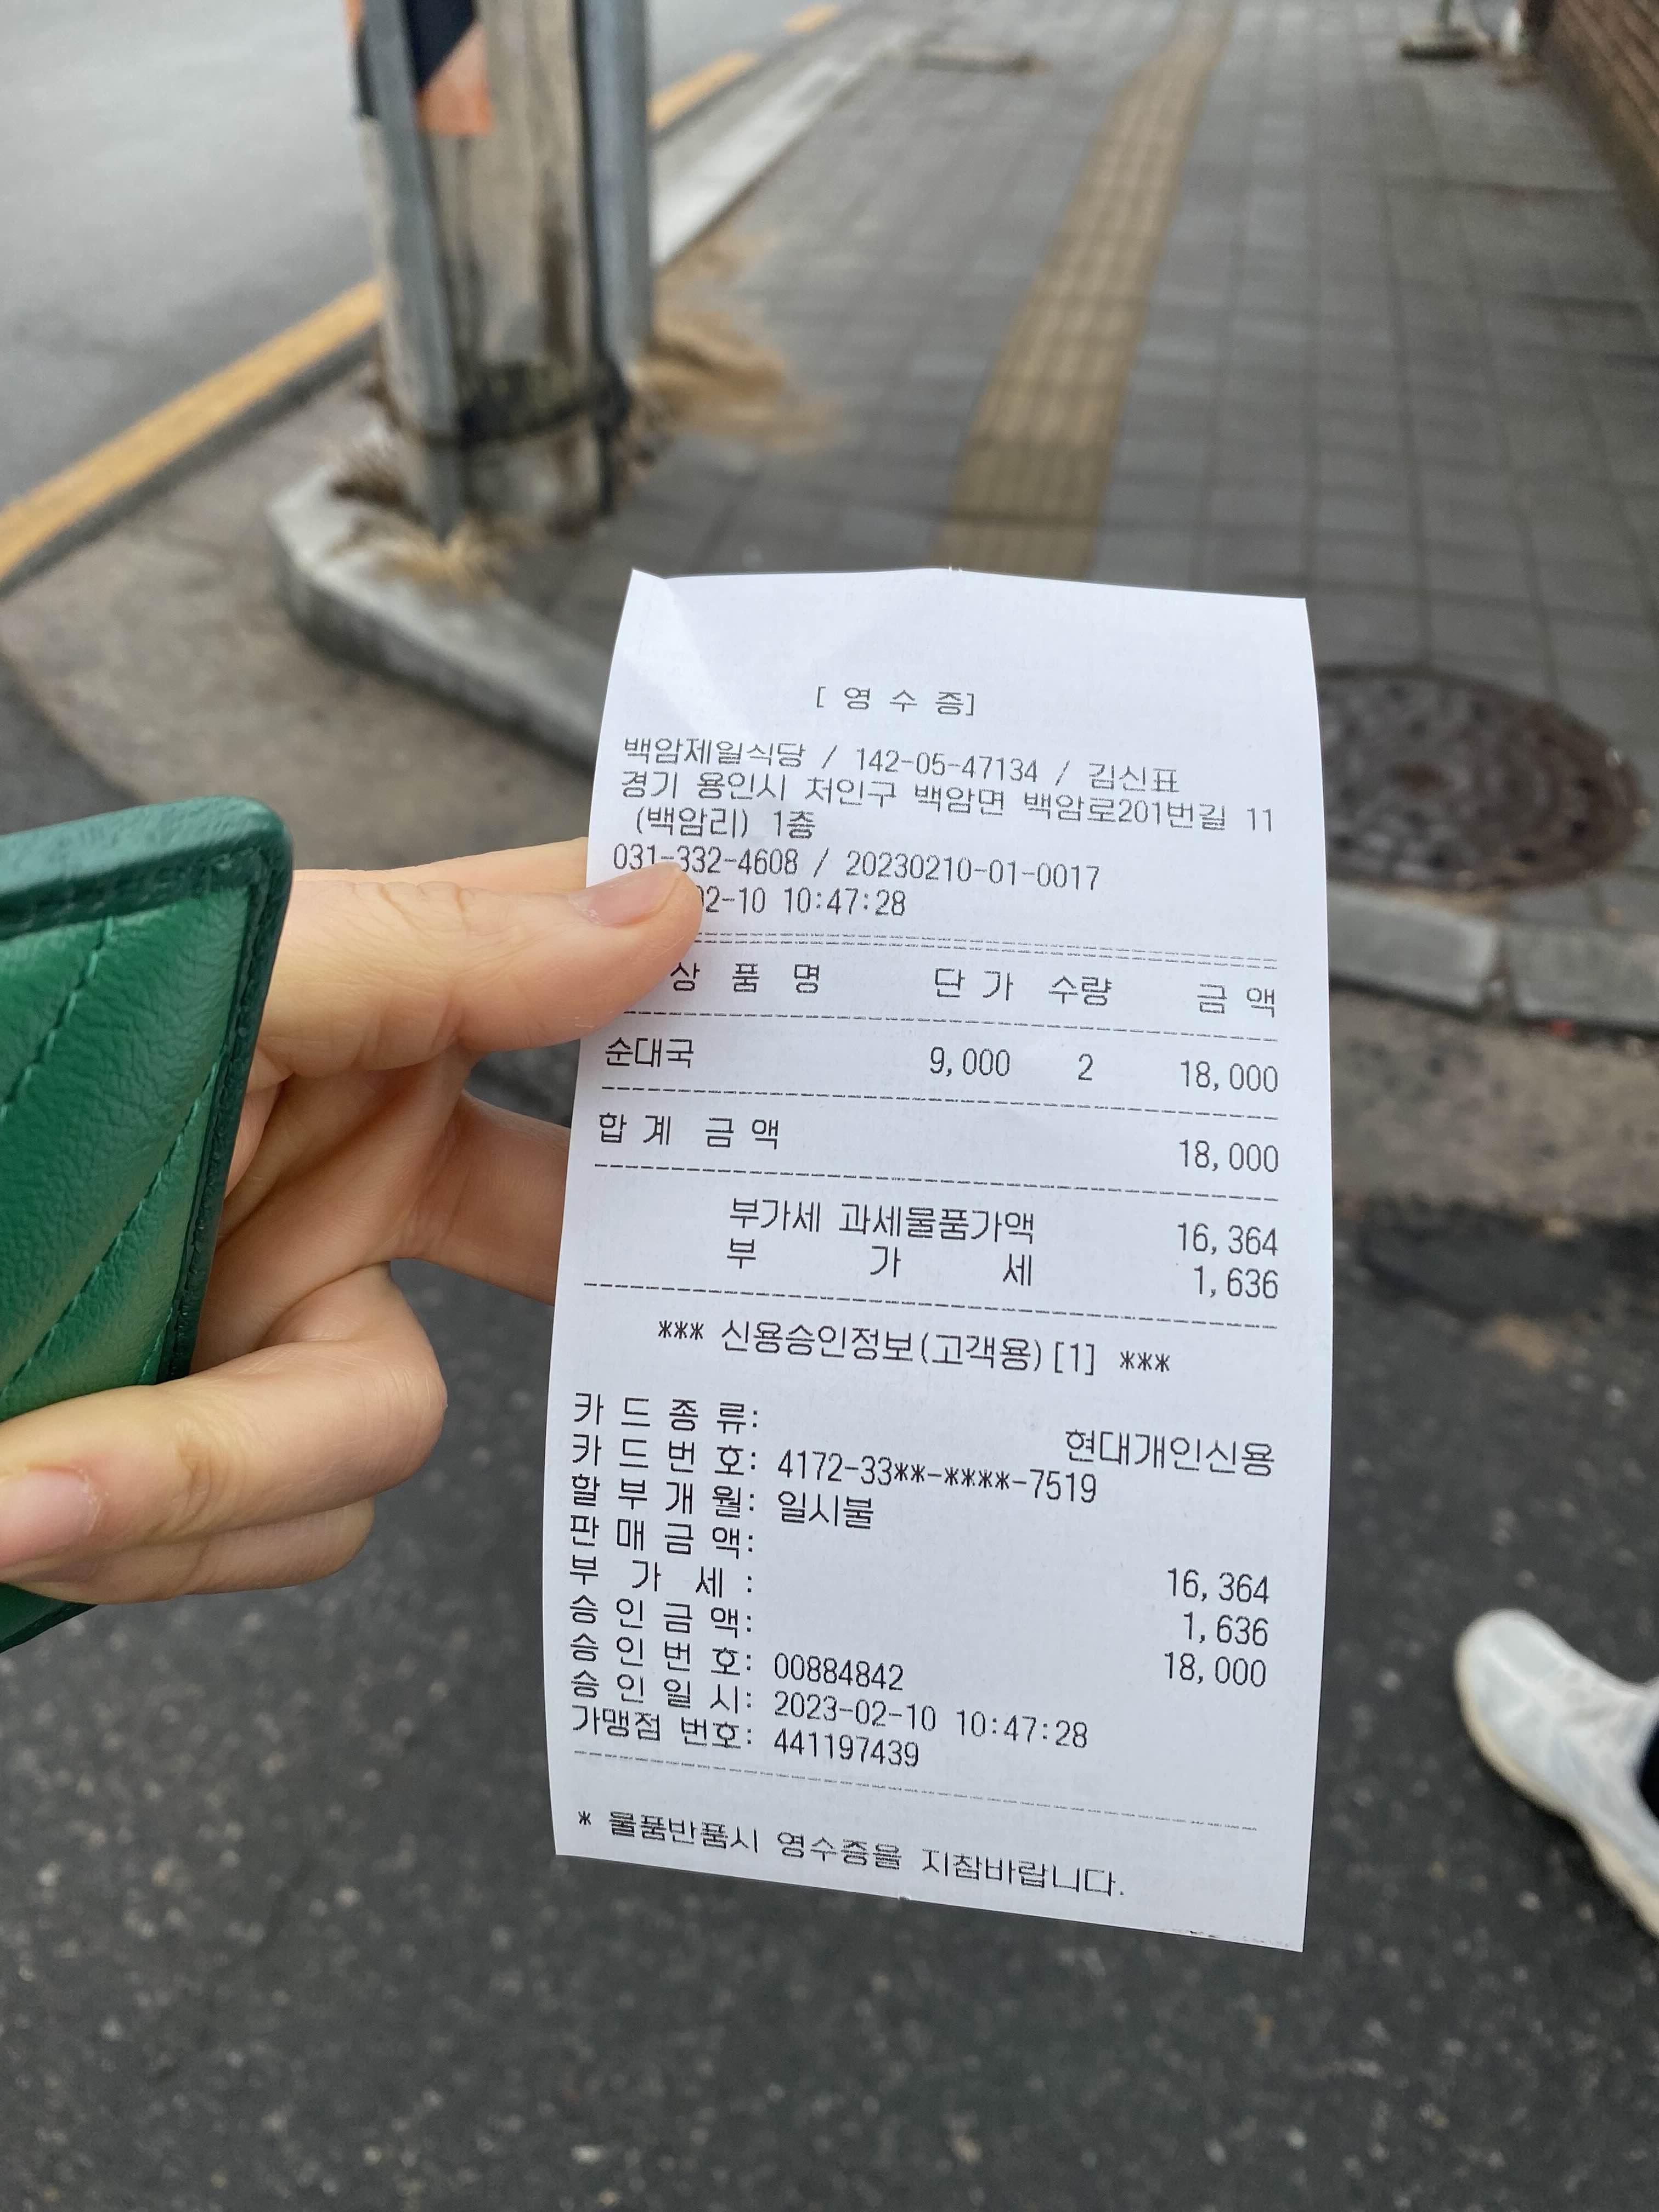 [ 영 수 증]
백암제일식당 / 142-05-47134 / 김신표
경기 용인시 처인구 백암면 백암로201번길 11
(백암리) 1층
031-332-4608 / 20230210-01-0017
02-10 10:47:28
상 품 명 단 가 수량 금 액
순대국 9,000 2 18,000
합 계 금 액 18,000
부가세 과세물품가액 16,364
부 가 세 1,636
*** 신용승인정보(고객용)[1] ***
카 드 종 류: 현대개인신용
카 드 번 호: 4172-33**-****-7519
할 부 개 월: 일시불
판 매 금 액: 16,364
부 가 세 : 1,636
승 인 금 액: 18,000
승 인 번 호: 00884842
승 인 일 시: 2023-02-10 10:47:28
가맹점 번호: 441197439
* 물품반품시 영수증을 지참바랍니다.